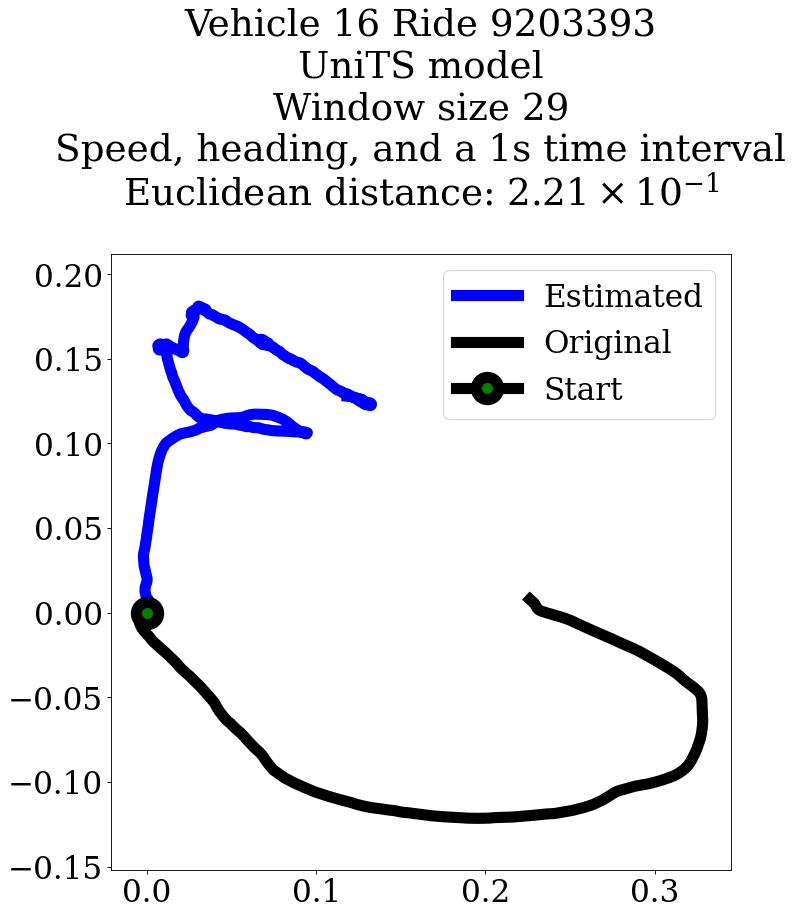 Vehicle 16 Ride 9203393
UniTS model
Window size 29
Speed, heading, and a 1s time interval
Euclidean distance: 2.21 × 10⁻¹
0.20
0.15
0.10
0.05
0.00
−0.05
−0.10
−0.15
Estimated
Original
Start
0.0 0.1 0.2 0.3